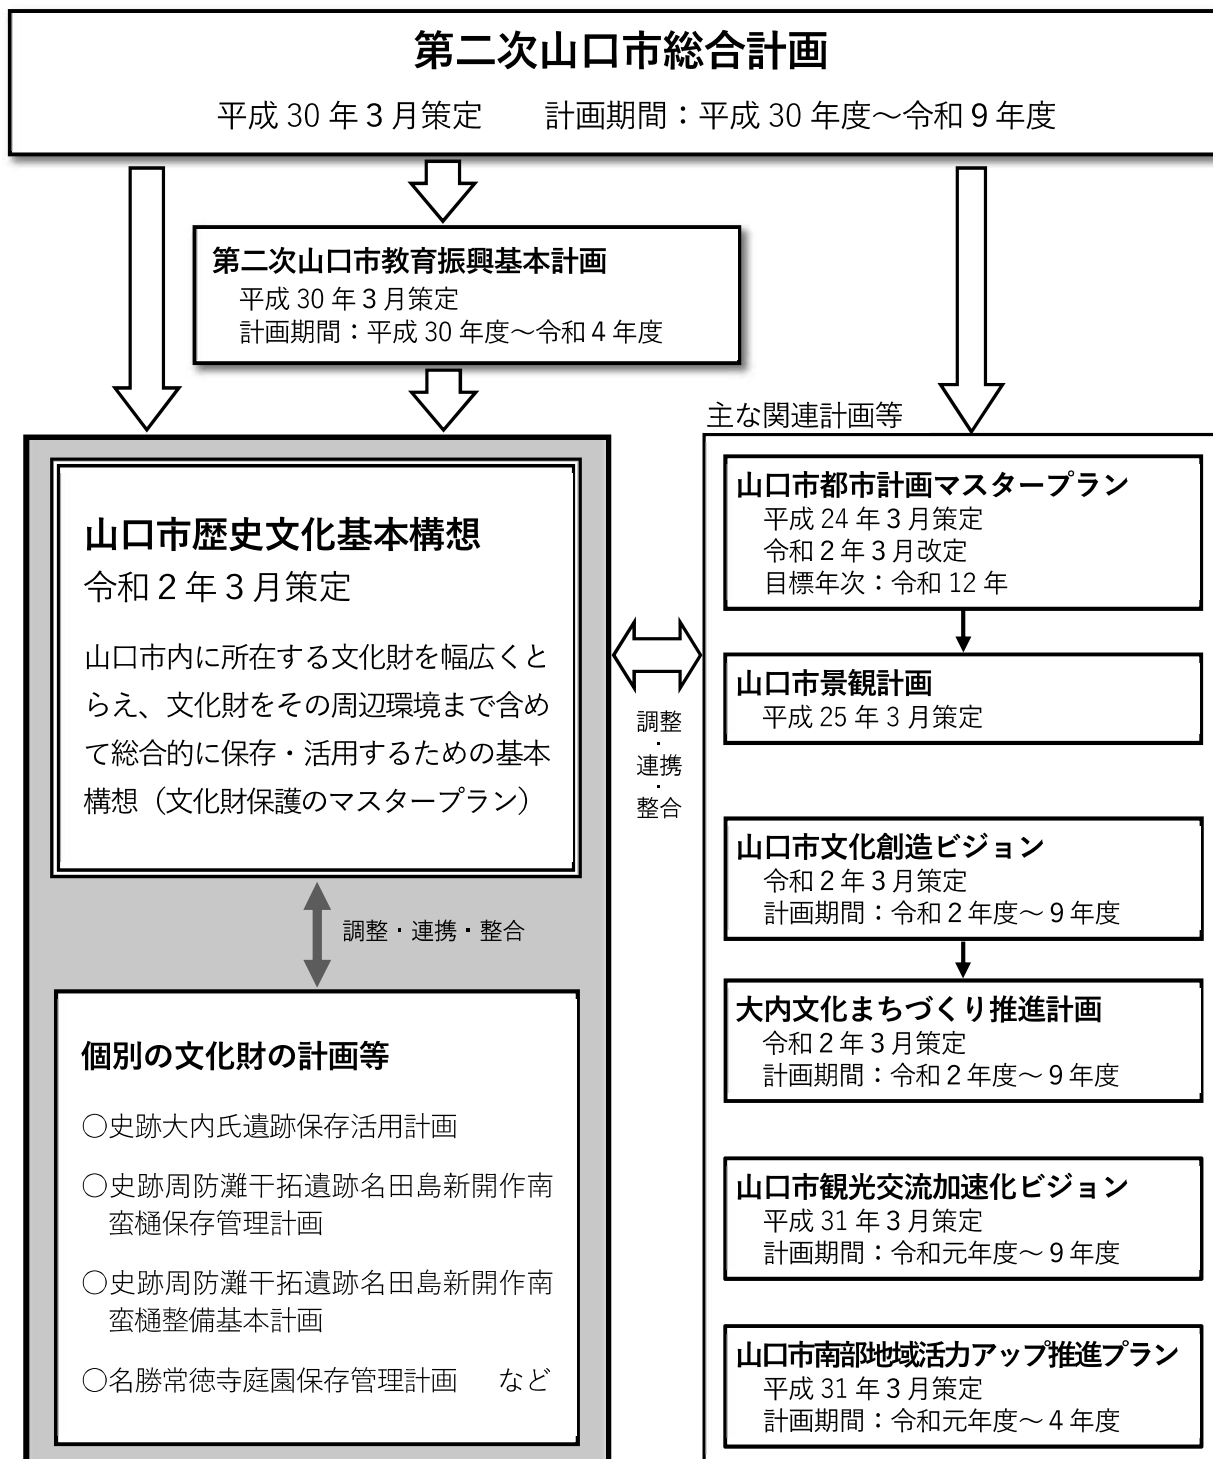 第二次山口市総合計画
平成 30 年 3 月策定　　計画期間：平成 30 年度～令和 9 年度
第二次山口市教育振興基本計画
平成 30 年 3 月策定
計画期間：平成 30 年度～令和 4 年度
山口市歴史文化基本構想
令和 2 年 3 月策定
山口市内に所在する文化財を幅広くと
らえ、文化財をその周辺環境まで含め
て総合的に保存・活用するための基本
構想（文化財保護のマスタープラン）
調整・連携・整合
個別の文化財の計画等
○史跡大内氏遺跡保存活用計画
○史跡周防灘干拓遺跡名田島新開作南
蛮樋保存管理計画
○史跡周防灘干拓遺跡名田島新開作南
蛮樋整備基本計画
○名勝常徳寺庭園保存管理計画　など
調整
・
連携
・
整合
主な関連計画等
山口市都市計画マスタープラン
平成 24 年 3 月策定
令和 2 年 3 月改定
目標年次：令和 12 年
山口市景観計画
平成 25 年 3 月策定
山口市文化創造ビジョン
令和 2 年 3 月策定
計画期間：令和 2 年度～ 9 年度
大内文化まちづくり推進計画
令和 2 年 3 月策定
計画期間：令和 2 年度～ 9 年度
山口市観光交流加速化ビジョン
平成 31 年 3 月策定
計画期間：令和元年度～ 9 年度
山口市南部地域活力アップ推進プラン
平成 31 年 3 月策定
計画期間：令和元年度～ 4 年度